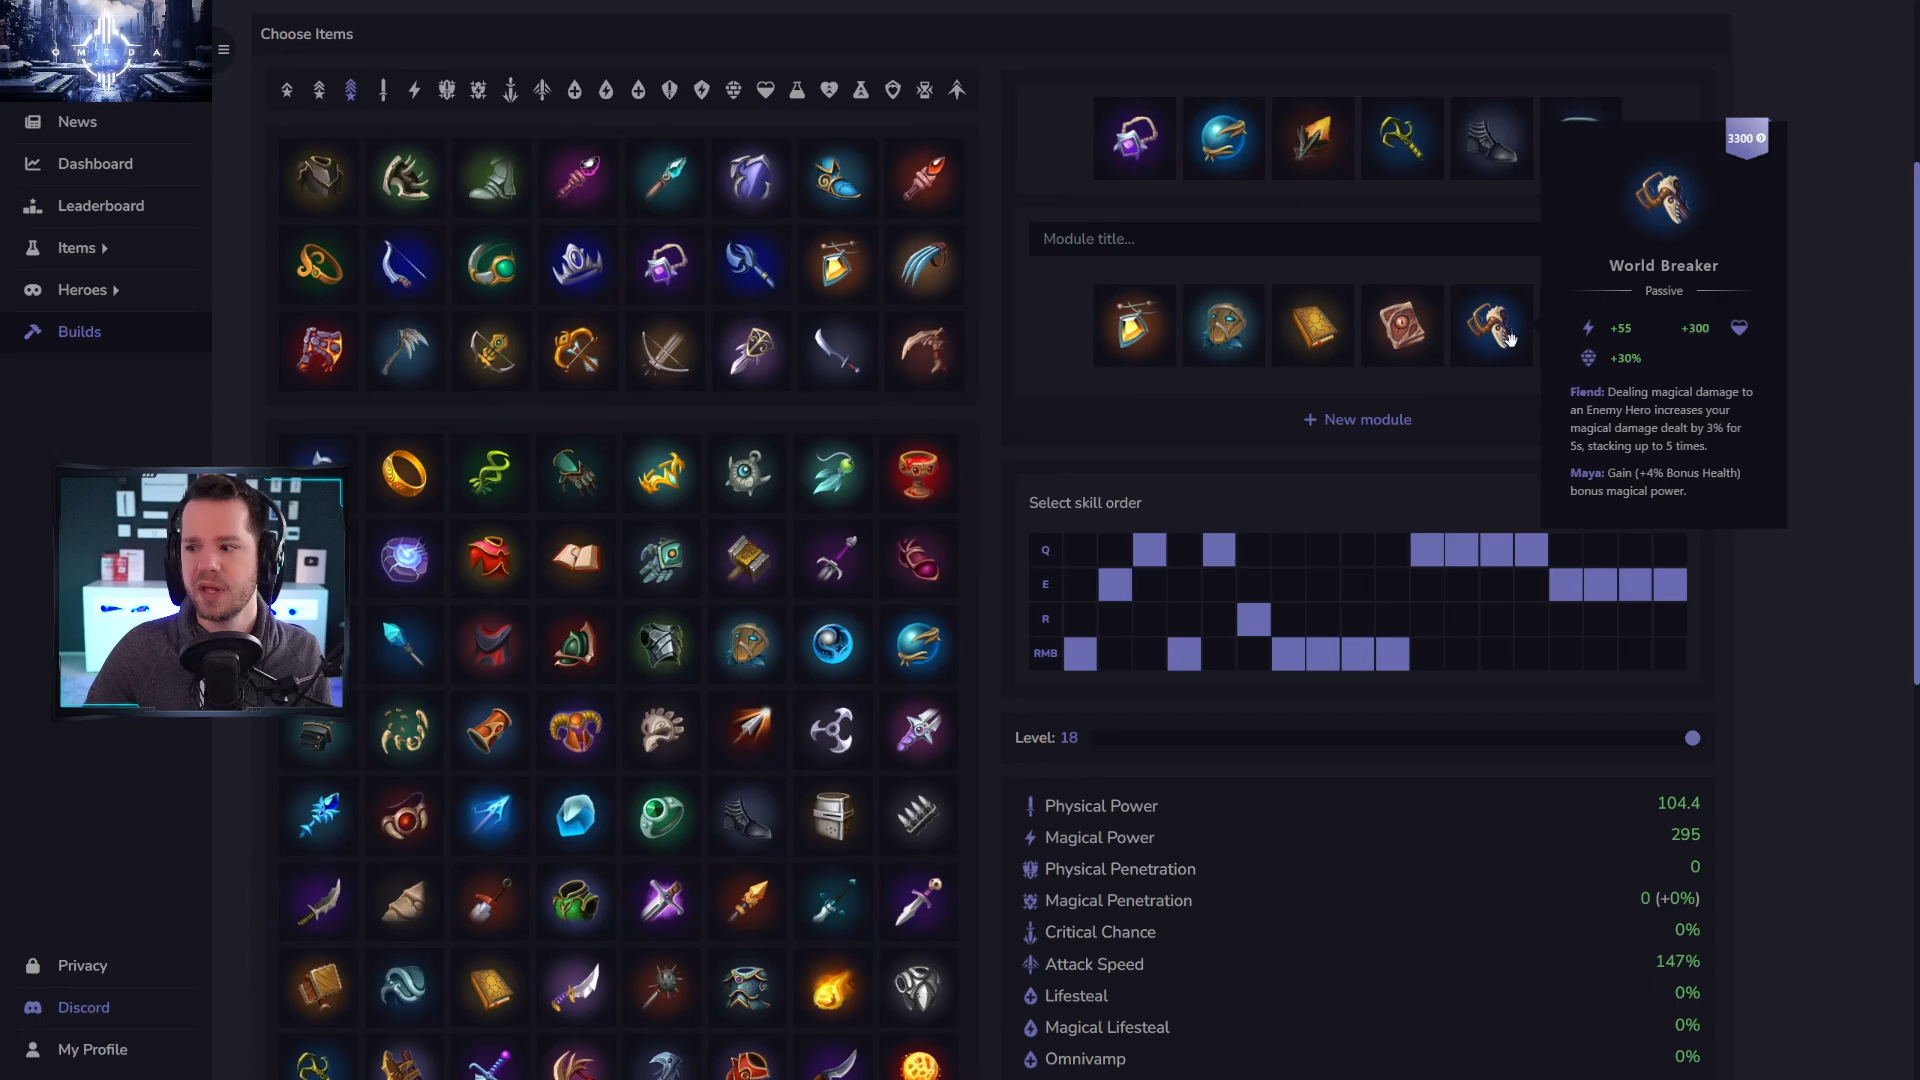 OMEDA
CITY
Choose Items
News
Dashboard
Leaderboard
Items
Heroes
Builds
Privacy
Discord
My Profile
Module title...
+ New module
3300
World Breaker
Passive
+55
+300
+30%
Fiend: Dealing magical damage to
an Enemy Hero increases your
magical damage dealt by 3% for
5s, stacking up to 5 times.
Maya: Gain (+4% Bonus Health)
bonus magical power.
Select skill order
Q
E
R
RMB
Level: 18
Physical Power 104.4
Magical Power 295
Physical Penetration 0
Magical Penetration 0 (+0%)
Critical Chance 0%
Attack Speed 147%
Lifesteal 0%
Magical Lifesteal 0%
Omnivamp 0%